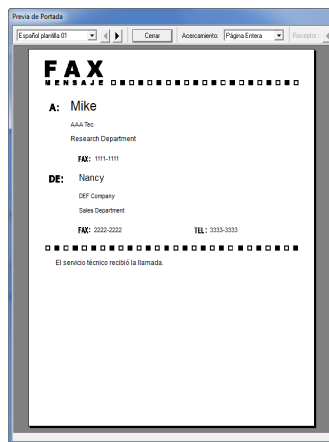 Previa de Portada
Español plantilla 01 Cerrar Acercamiento: Página Entera Receptor:
FAX
MENSAJE
A: Mike
AAA Tec
Research Department
FAX: 1111-1111
DE: Nancy
DEF Company
Sales Department
FAX: 2222-2222 TEL: 3333-3333
El servicio técnico recibió la llamada.